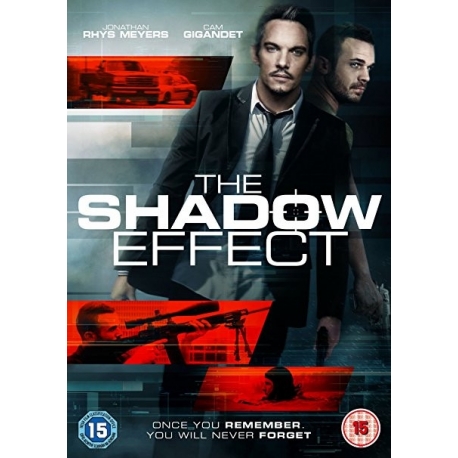 JONATHAN
RHYS MEYERS
CAM
GIGANDET
THE
SHADOW
EFFECT
ONCE YOU REMEMBER.
YOU WILL NEVER FORGET
15
15